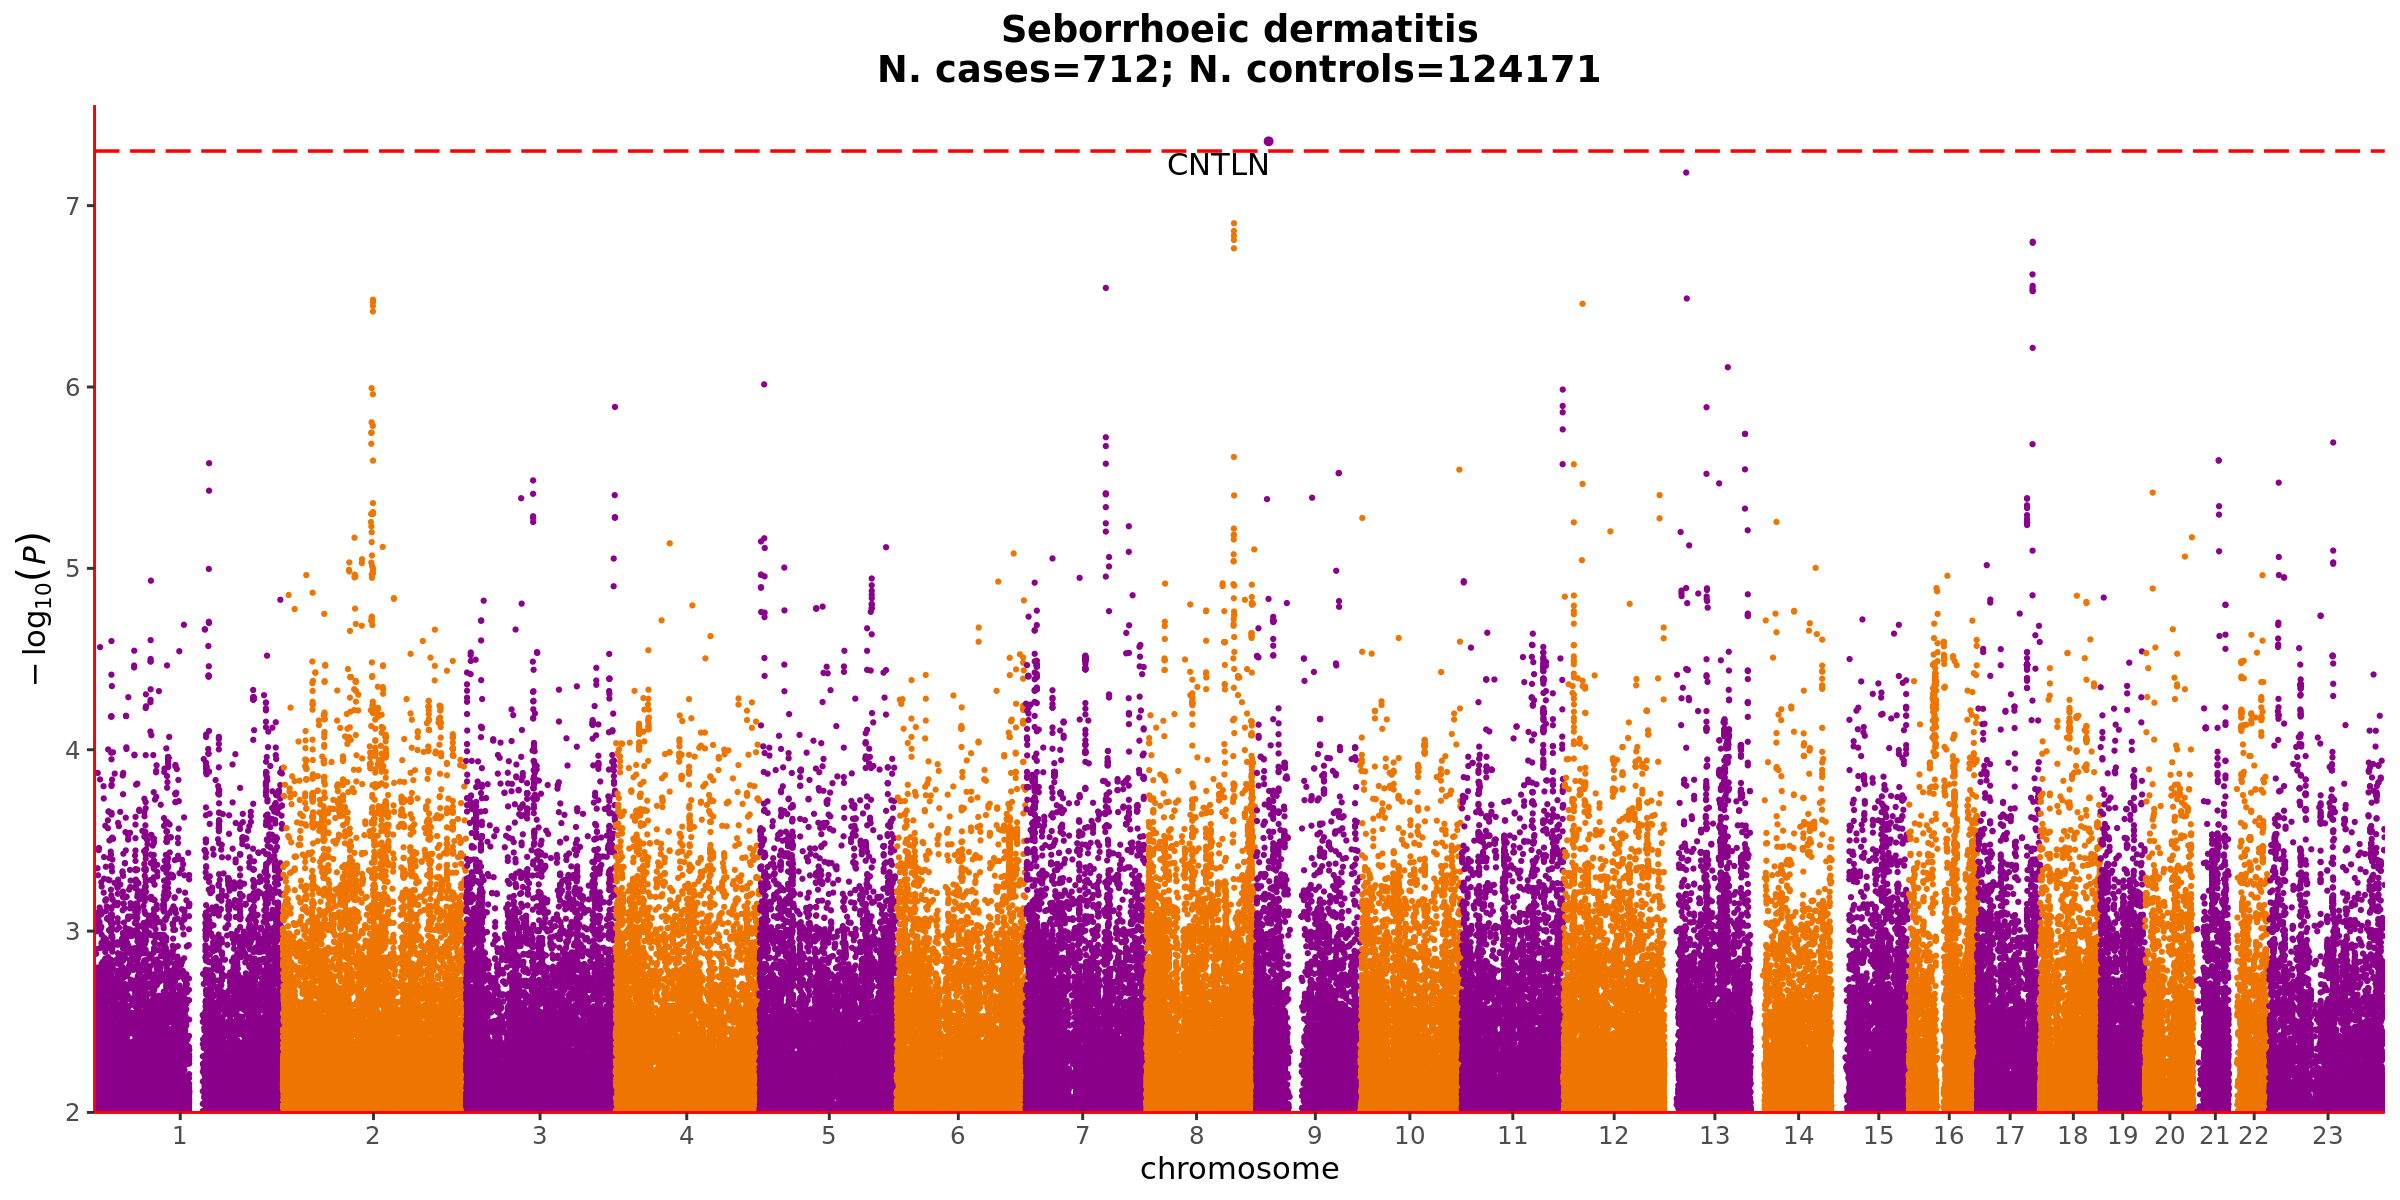 Seborrhoeic dermatitis
N. cases=712; N. controls=124171
CNTLN
7
6
5
4
3
2
−log10(P)
1 2 3 4 5 6 7 8 9 10 11 12 13 14 15 16 17 18 19 20 21 22 23
chromosome